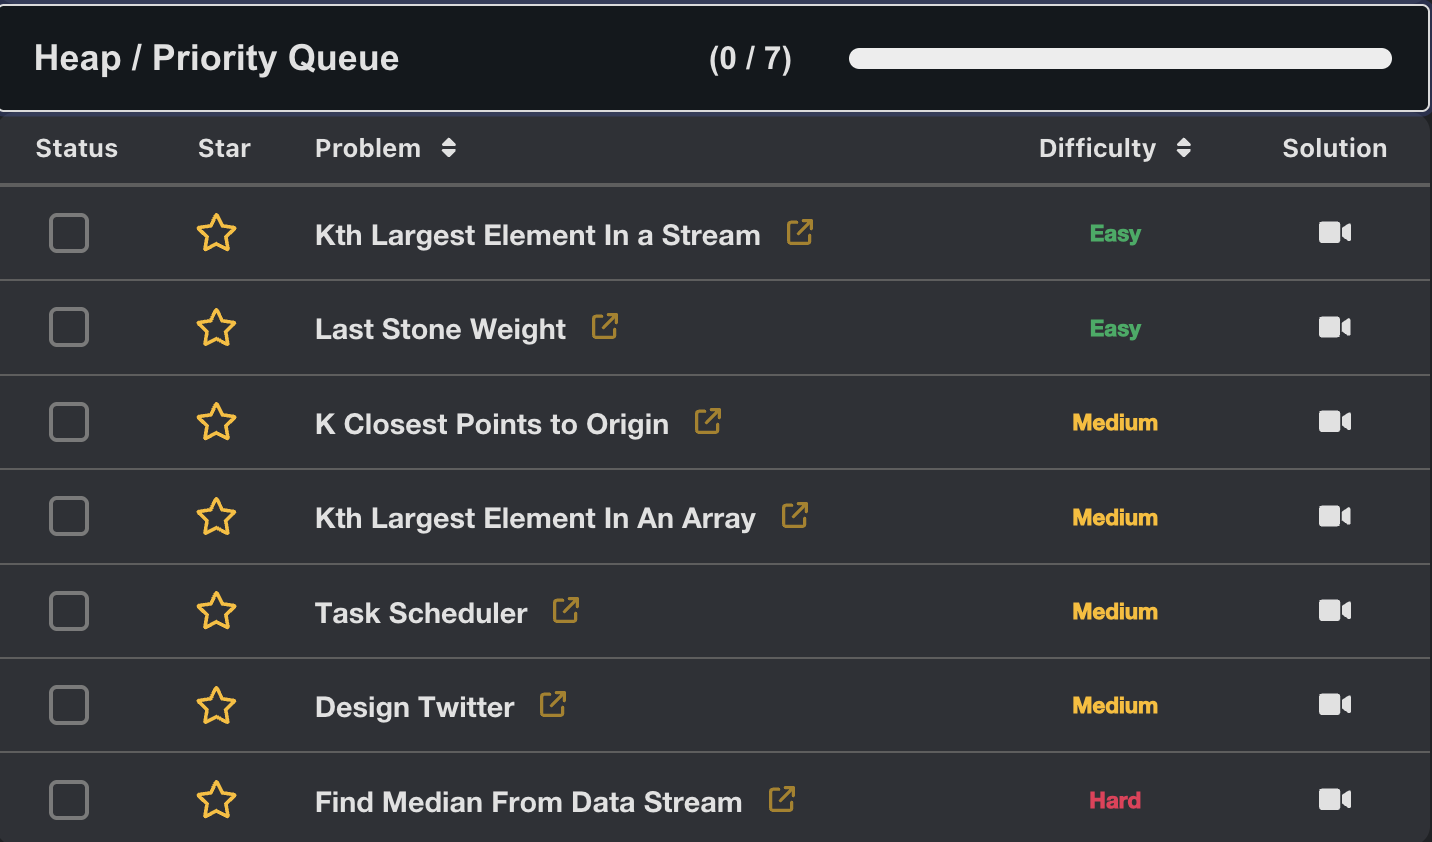 Heap / Priority Queue (0 / 7)
Status Star Problem Difficulty Solution
Kth Largest Element In a Stream Easy
Last Stone Weight Easy
K Closest Points to Origin Medium
Kth Largest Element In An Array Medium
Task Scheduler Medium
Design Twitter Medium
Find Median From Data Stream Hard